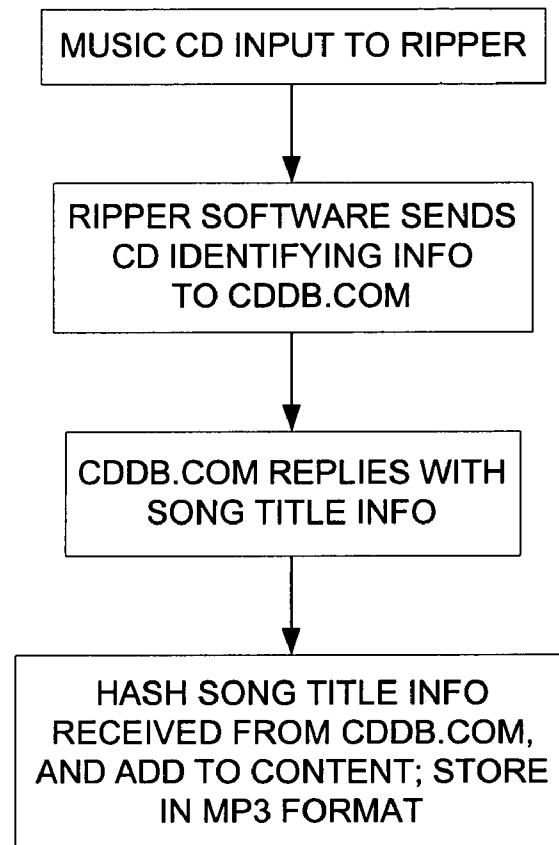 MUSIC CD INPUT TO RIPPER
RIPPER SOFTWARE SENDS
CD IDENTIFYING INFO
TO CDDB.COM
CDDB.COM REPLIES WITH
SONG TITLE INFO
HASH SONG TITLE INFO
RECEIVED FROM CDDB.COM,
AND ADD TO CONTENT; STORE
IN MP3 FORMAT